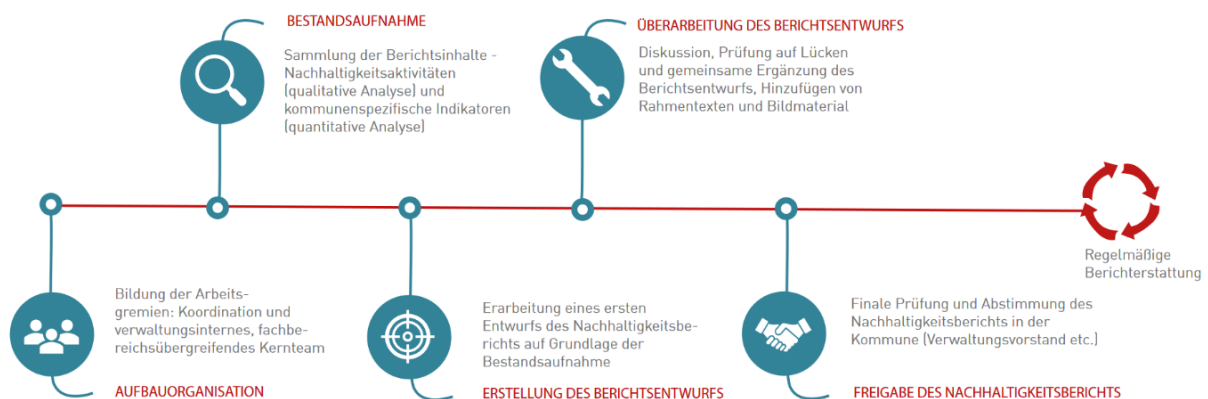 BESTANDSAUFNAHME
Sammlung der Berichtsinhalte -
Nachhaltigkeitsaktivitäten
(qualitative Analyse) und
kommunenspezifische Indikatoren
(quantitative Analyse)
ÜBERARBEITUNG DES BERICHTSENTWURFS
Diskussion, Prüfung auf Lücken
und gemeinsame Ergänzung des
Berichtsentwurfs, Hinzufügen von
Rahmentexten und Bildmaterial
Regelmäßige
Berichterstattung
Bildung der Arbeits-
gremien: Koordination und
verwaltungsinternes, fachbe-
reichsübergreifendes Kernteam
AUFBAUORGANISATION
Erarbeitung eines ersten
Entwurfs des Nachhaltigkeitsbe-
richts auf Grundlage der
Bestandsaufnahme
ERSTELLUNG DES BERICHTSENTWURFS
Finale Prüfung und Abstimmung des
Nachhaltigkeitsberichts in der
Kommune (Verwaltungsvorstand etc.)
FREIGABE DES NACHHALTIGKEITSBERICHTS